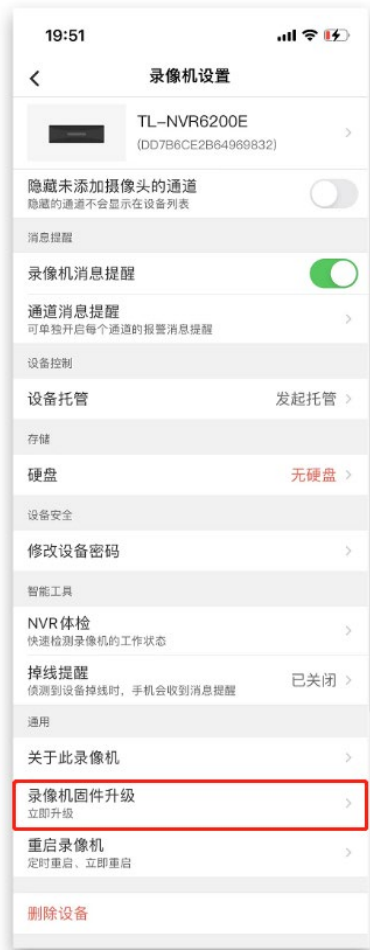 19:51
录像机设置
TL-NVR6200E
(DD7B6CE2B64969832)
隐藏未添加摄像头的通道
隐藏的通道不会显示在设备列表
消息提醒
录像机消息提醒
通道消息提醒
可单独开启每个通道的报警消息提醒
设备控制
设备托管 发起托管
存储
硬盘 无硬盘
设备安全
修改设备密码
智能工具
NVR体检
快速检测录像机的工作状态
掉线提醒 已关闭
侦测到设备掉线时，手机会收到消息提醒
通用
关于此录像机
录像机固件升级
立即升级
重启录像机
定时重启、立即重启
删除设备